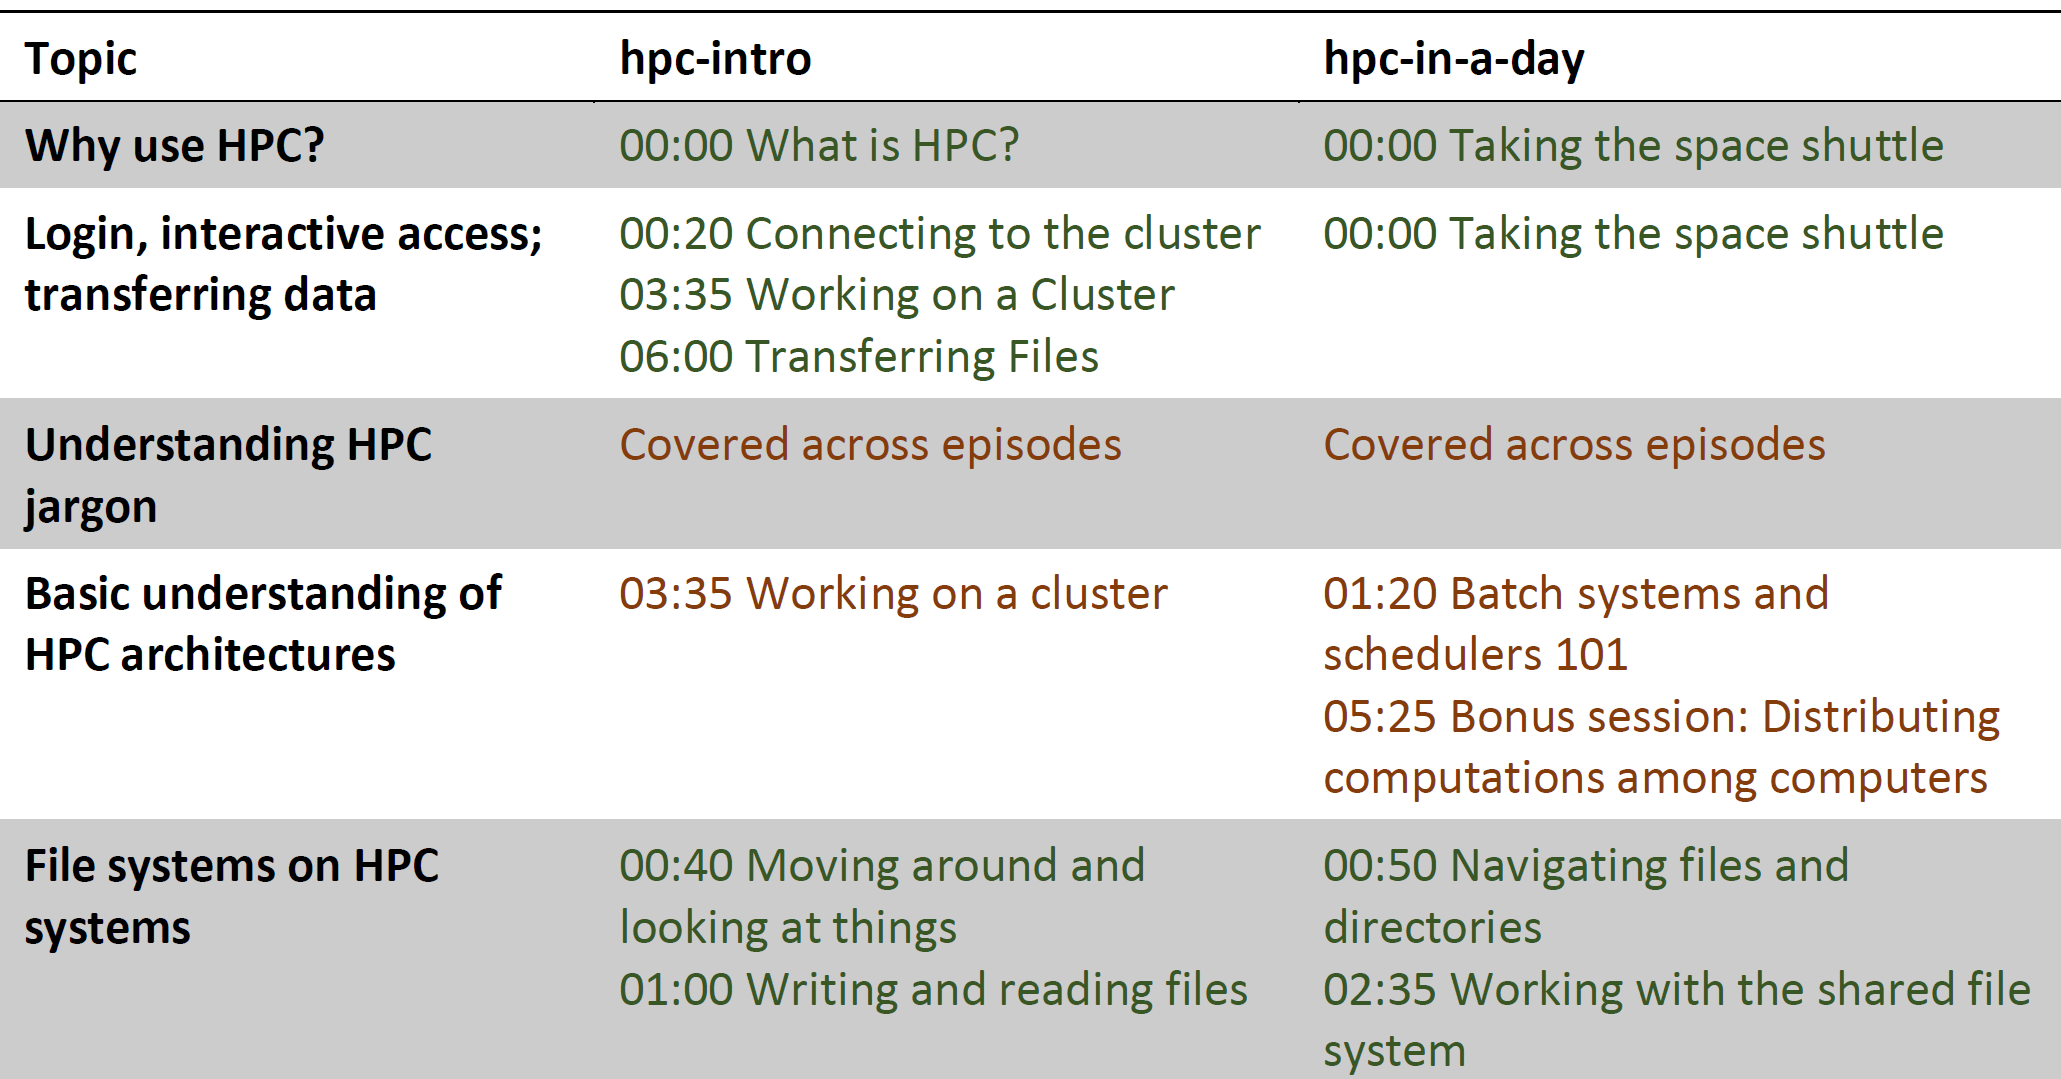 Topic hpc-intro hpc-in-a-day
Why use HPC? 00:00 What is HPC? 00:00 Taking the space shuttle
Login, interactive access; 00:20 Connecting to the cluster 00:00 Taking the space shuttle
transferring data 03:35 Working on a Cluster
06:00 Transferring Files
Understanding HPC Covered across episodes Covered across episodes
jargon
Basic understanding of 03:35 Working on a cluster 01:20 Batch systems and
HPC architectures schedulers 101
05:25 Bonus session: Distributing
computations among computers
File systems on HPC 00:40 Moving around and 00:50 Navigating files and
systems looking at things directories
01:00 Writing and reading files 02:35 Working with the shared file
system